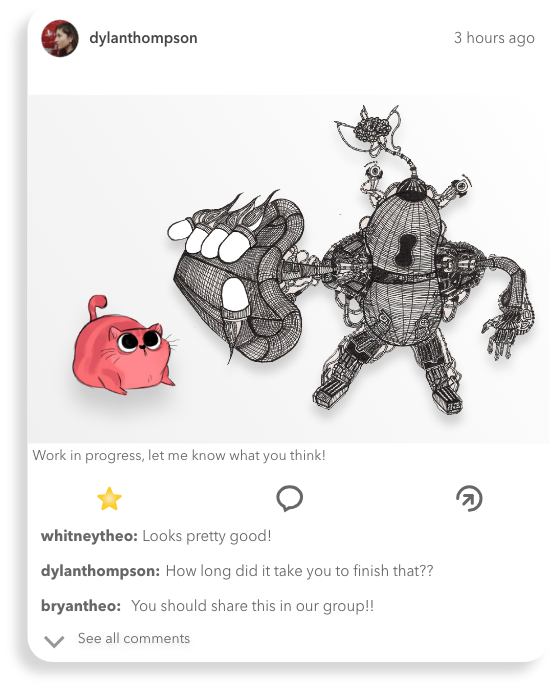 dylanthompson 3 hours ago
Work in progress, let me know what you think!
whitneytheo: Looks pretty good!
dylanthompson: How long did it take you to finish that??
bryantheo: You should share this in our group!!
See all comments